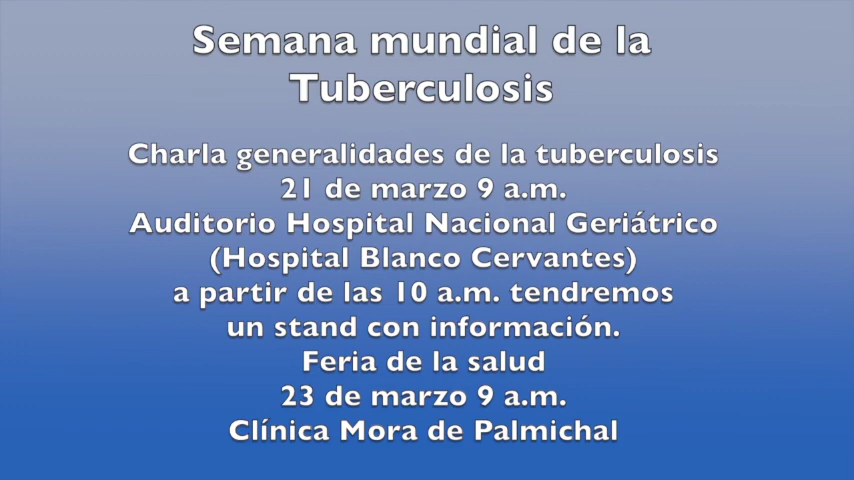 Semana mundial de la
Tuberculosis
Charla generalidades de la tuberculosis
21 de marzo 9 a.m.
Auditorio Hospital Nacional Geriátrico
(Hospital Blanco Cervantes)
a partir de las 10 a.m. tendremos
un stand con información.
Feria de la salud
23 de marzo 9 a.m.
Clínica Mora de Palmichal